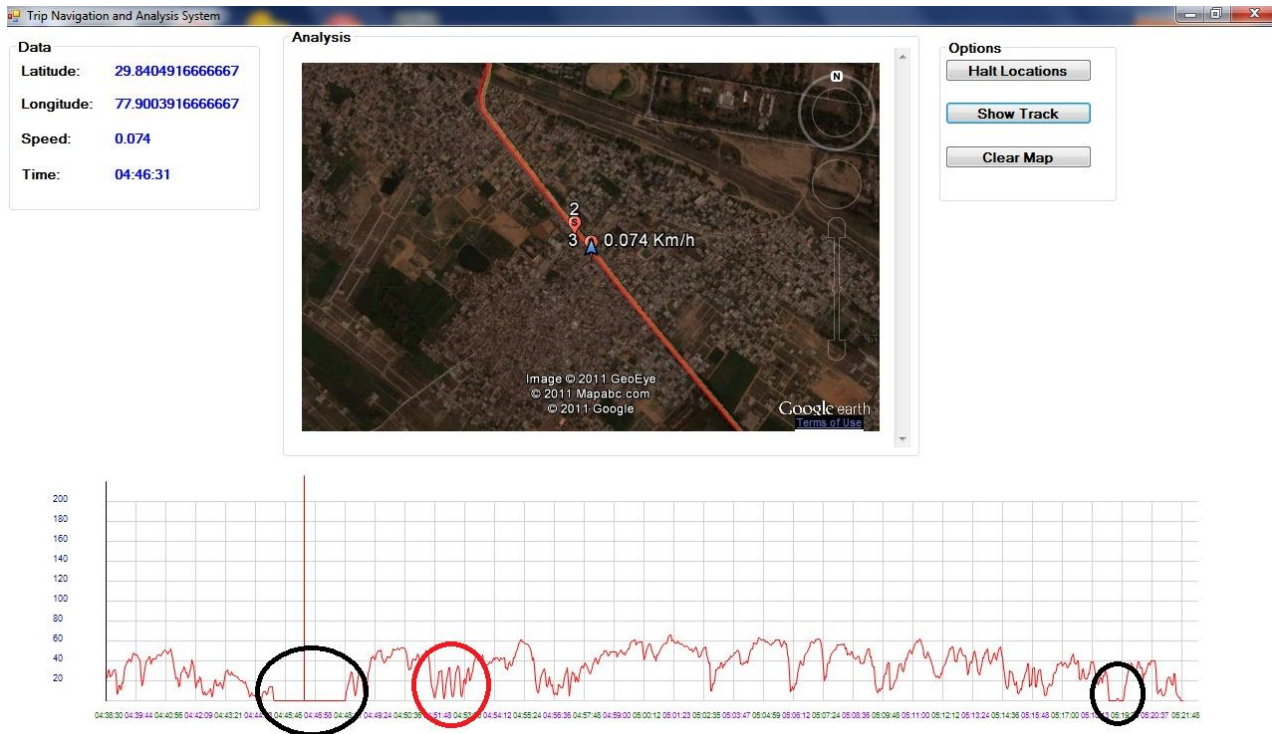 Trip Navigation and Analysis System
Data
Latitude: 29.8404916666667
Longitude: 77.9003916666667
Speed: 0.074
Time: 04:46:31
Analysis
N
2
S
3 0.074 Km/h
Image © 2011 GeoEye
© 2011 Mapabc.com
© 2011 Google
Google earth
Terms of Use
Options
Halt Locations
Show Track
Clear Map
200
180
160
140
120
100
80
60
40
20
04:38:30 04:39:44 04:40:56 04:42:09 04:43:21 04:45:46 04:46:58 04:49:24 04:50:36 04:54:12 04:55:24 04:56:36 04:57:48 04:59:00 05:00:12 05:01:23 05:02:35 05:03:47 05:04:59 05:06:12 05:07:24 05:08:36 05:09:48 05:11:00 05:12:12 05:13:24 05:14:36 05:15:48 05:17:00 05:20:37 05:21:48